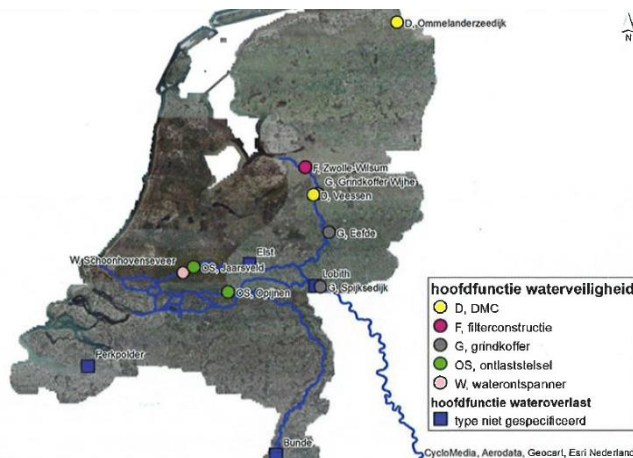 D, Ommelanderzeedijk
N
F, Zwolle-Wilsum
G, Grindkoffer Wijhe
D, Veessen
G, Eefde
Elst
W, Schoonhovenseveer
OS, Jaarsveld
Lobith
G, Spijksedijk
OS, Opijnen
Perkpolder
Bunde
hoofdfunctie waterveiligheid
D, DMC
F, filterconstructie
G, grindkoffer
OS, ontlaststelsel
W, waterontspanner
hoofdfunctie wateroverlast
type niet gespecificeerd
CycloMedia, Aerodata, Geocart, Esri Nederland